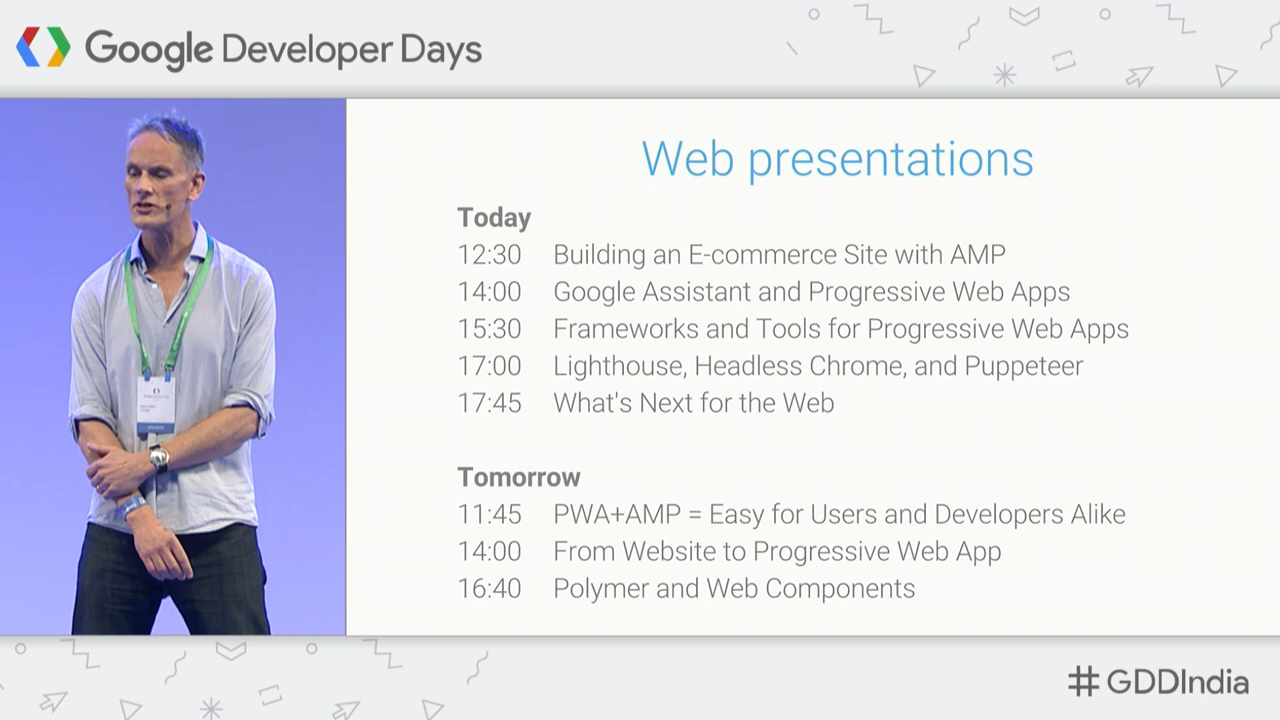 Google Developer Days
Web presentations
Today
12:30 Building an E-commerce Site with AMP
14:00 Google Assistant and Progressive Web Apps
15:30 Frameworks and Tools for Progressive Web Apps
17:00 Lighthouse, Headless Chrome, and Puppeteer
17:45 What's Next for the Web
Tomorrow
11:45 PWA+AMP = Easy for Users and Developers Alike
14:00 From Website to Progressive Web App
16:40 Polymer and Web Components
#GDDIndia